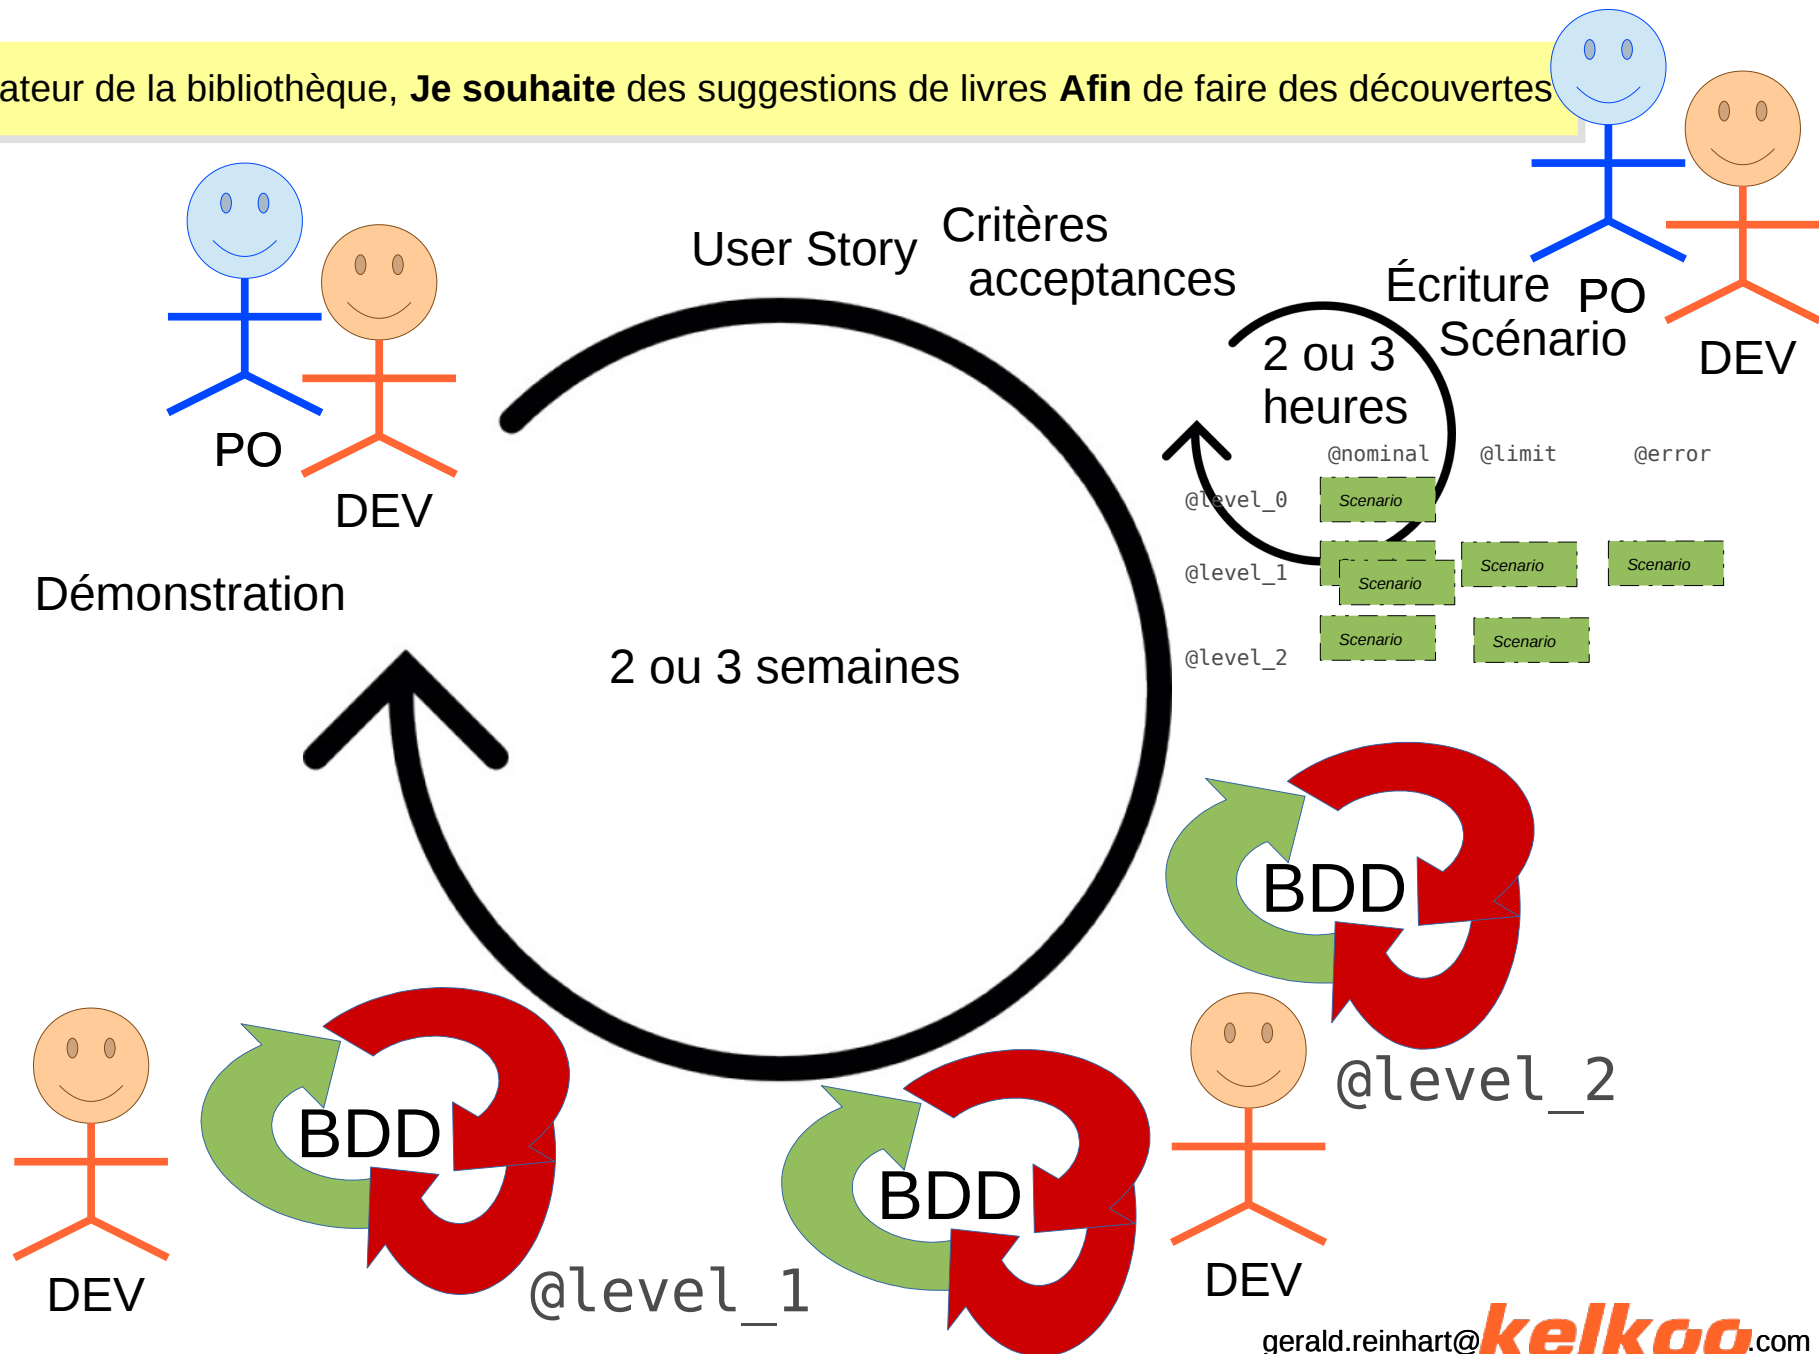 ateur de la bibliothèque, Je souhaite des suggestions de livres Afin de faire des découvertes
User Story
Critères
acceptances
Écriture
Scénario
PO
DEV
2 ou 3
heures
PO
DEV
@nominal @limit @error
@level_0 Scenario
@level_1 Scenario Scenario Scenario
@level_2 Scenario Scenario
Démonstration
2 ou 3 semaines
BDD
@level_2
BDD
BDD
@level_1
DEV
DEV
gerald.reinhart@kelkoo.com